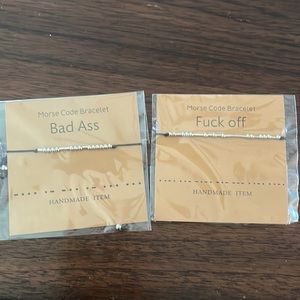 Morse Code Bracelet
Bad Ass
HANDMADE ITEM
Morse Code Bracelet
Fuck off
HANDMADE ITEM